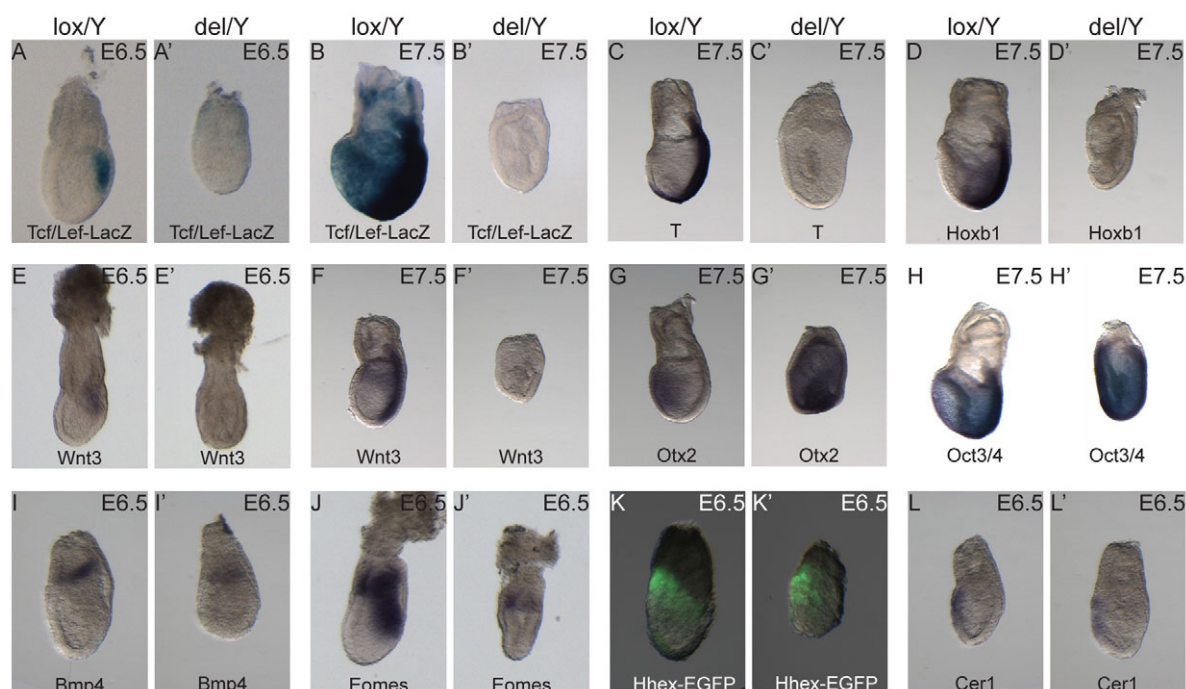 lox/Y del/Y lox/Y del/Y lox/Y del/Y lox/Y del/Y
A E6.5 A' E6.5 B E7.5 B' E7.5 C E7.5 C' E7.5 D E7.5 D' E7.5
Tcf/Lef-LacZ Tcf/Lef-LacZ Tcf/Lef-LacZ Tcf/Lef-LacZ T T Hoxb1 Hoxb1
E E6.5 E' E6.5 F E7.5 F' E7.5 G E7.5 G' E7.5 H E7.5 H' E7.5
Wnt3 Wnt3 Wnt3 Wnt3 Otx2 Otx2 Oct3/4 Oct3/4
I E6.5 I' E6.5 J E6.5 J' E6.5 K E6.5 K' E6.5 L E6.5 L' E6.5
Bmp4 Bmp4 Eomes Eomes Hhex-EGFP Hhex-EGFP Cer1 Cer1